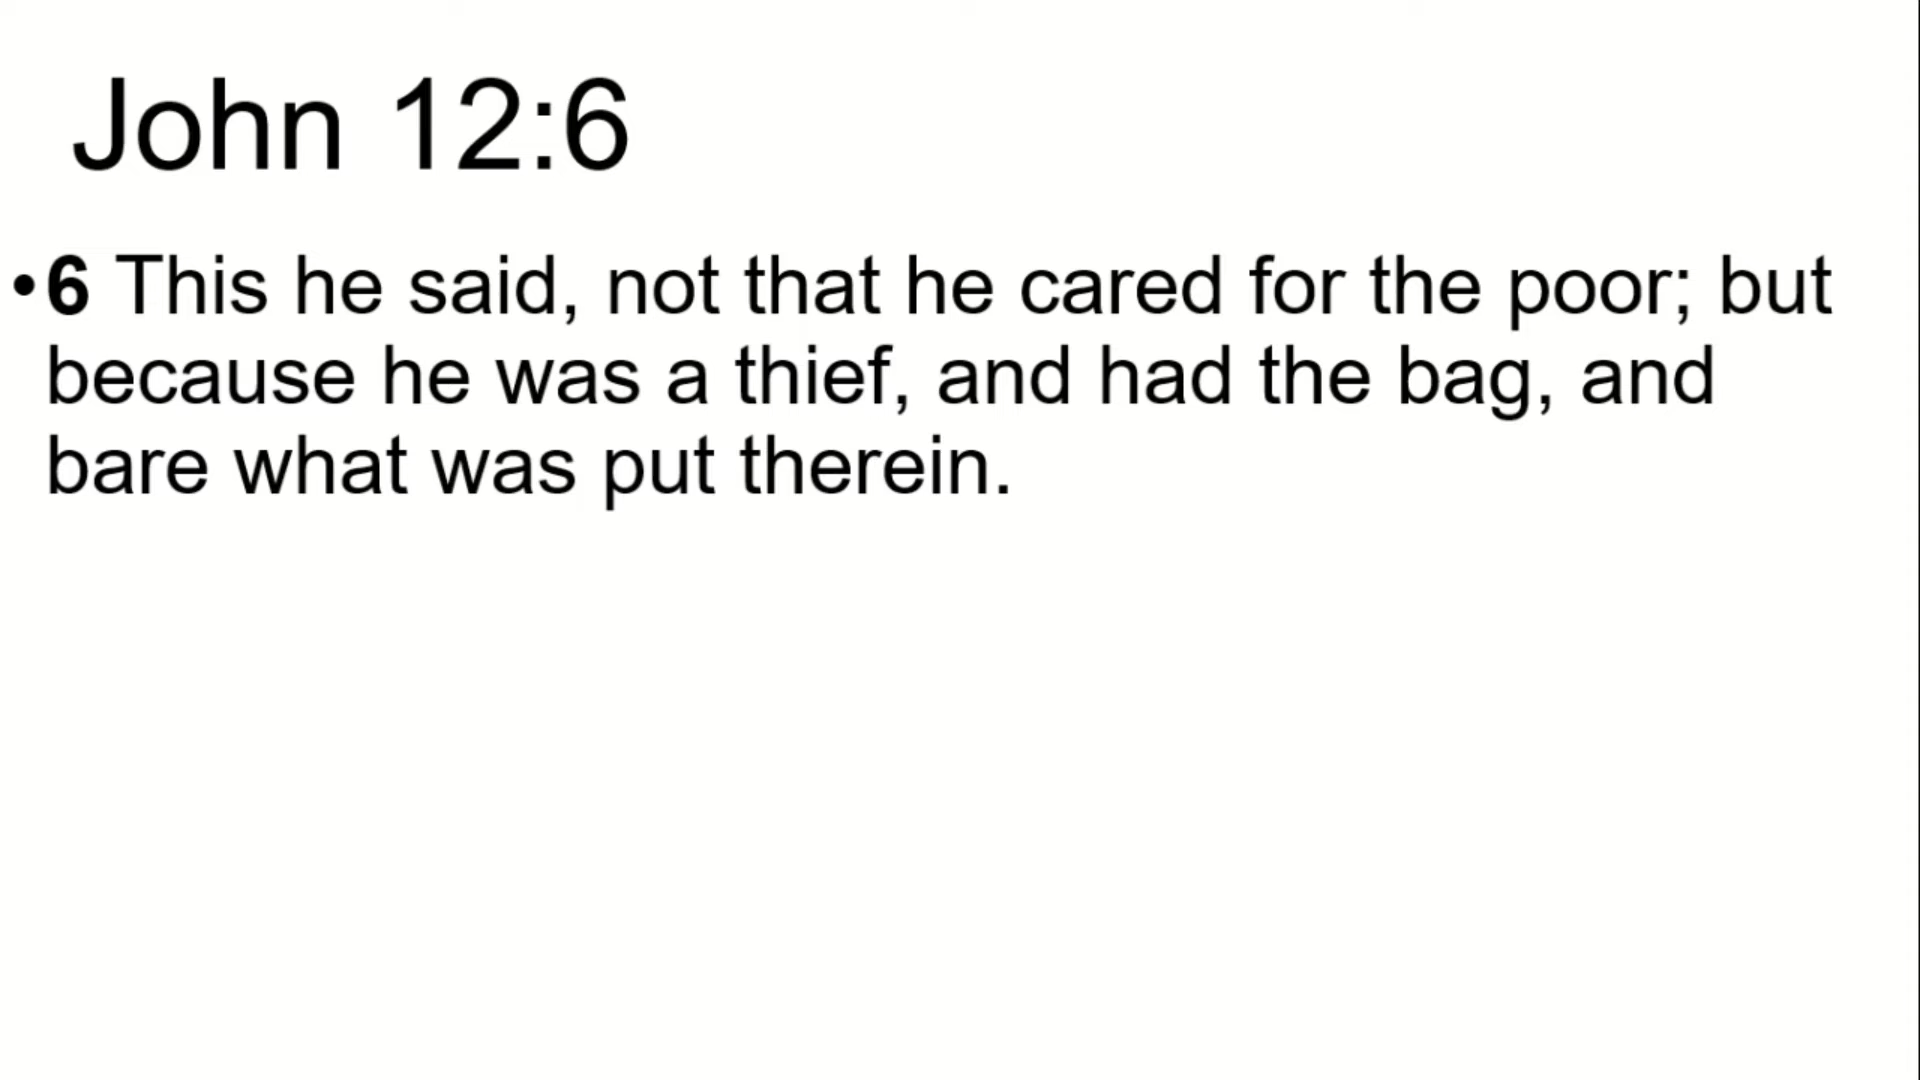 John 12:6
•6 This he said, not that he cared for the poor; but
because he was a thief, and had the bag, and
bare what was put therein.